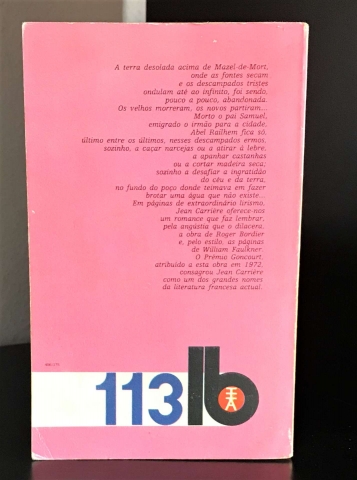 A terra desolada acima de Mazel-de-Mort,
onde as fontes secam
e os descampados tristes
ondulam até ao infinito, foi sendo,
pouco a pouco, abandonada.
Os velhos morreram, os novos partiram...
Morto o pai Samuel,
emigrado o irmão para a cidade,
Abel Reilhem fica só,
último entre os últimos, nesses descampados ermos,
sozinho, a caçar narcejas ou a atirar à lebre,
a apanhar castanhas
ou a cortar madeira seca;
sozinho a desafiar a ingratidão
do céu e da terra,
no fundo do poço donde teimava em fazer
brotar uma água que não existe...
Em páginas de extraordinário lirismo,
Jean Carrière oferece-nos
um romance que faz lembrar,
pela angústia que o dilacera,
a obra de Roger Bordier
e, pelo estilo, as páginas
de William Faulkner.
O Prémio Goncourt,
atribuído a esta obra em 1972,
consagrou Jean Carrière
como um dos grandes nomes
da literatura francesa actual.
113 lb